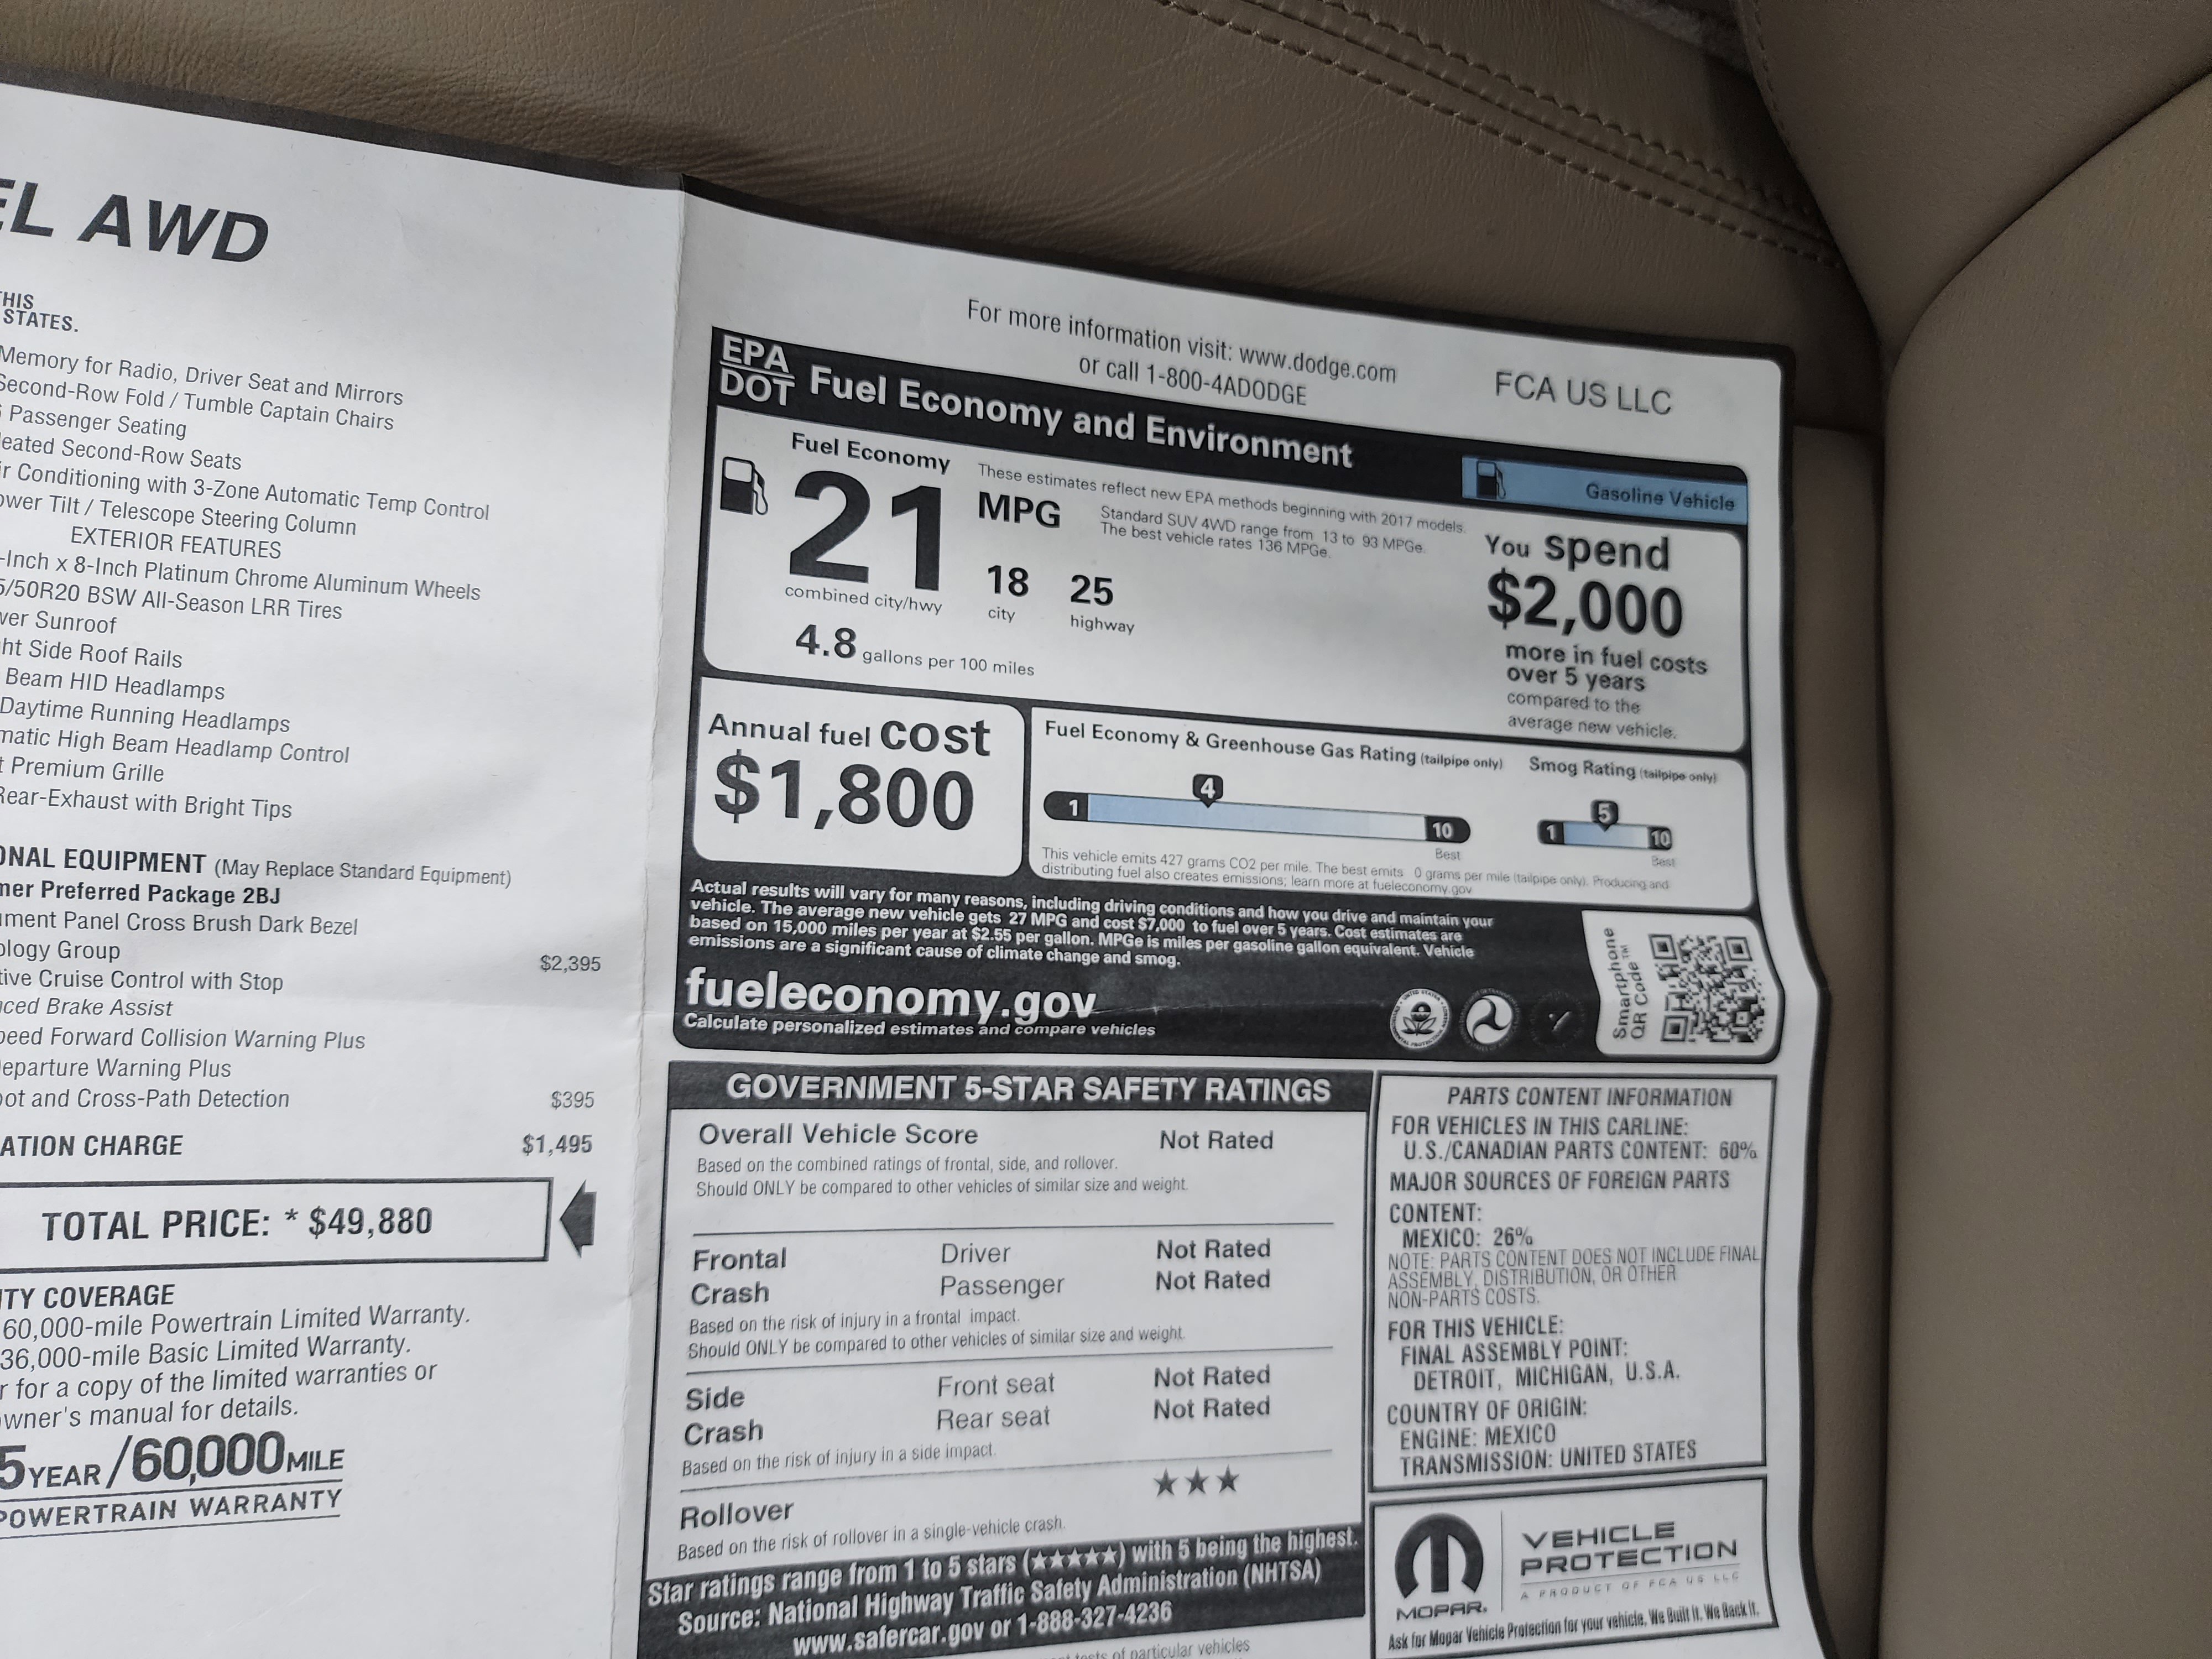 AWD
STATES.
Memory for Radio, Driver Seat and Mirrors
Second-Row Fold / Tumble Captain Chairs
Passenger Seating
Second-Row Seats
Conditioning with 3-Zone Automatic Temp Control
Tilt / Telescope Steering Column
EXTERIOR FEATURES
-Inch x 8-Inch Platinum Chrome Aluminum Wheels
5/50R20 BSW All-Season LRR Tires
Sunroof
Side Roof Rails
Beam HID Headlamps
Daytime Running Headlamps
High Beam Headlamp Control
Premium Grille
Rear-Exhaust with Bright Tips
EQUIPMENT (May Replace Standard Equipment)
Preferred Package 2BJ
Panel Cross Brush Dark Bezel
Group $2,395
Cruise Control with Stop
Brake Assist
Forward Collision Warning Plus
Departure Warning Plus
and Cross-Path Detection $395
CHARGE $1,495
TOTAL PRICE: * $49,880
COVERAGE
60,000-mile Powertrain Limited Warranty.
36,000-mile Basic Limited Warranty.
for a copy of the limited warranties or
owner's manual for details.
5 YEAR / 60,000 MILE
POWERTRAIN WARRANTY
For more information visit: www.dodge.com
or call 1-800-4ADODGE
FCA US LLC
EPA
DOT Fuel Economy and Environment
Gasoline Vehicle
Fuel Economy
These estimates reflect new EPA methods beginning with 2017 models.
21 MPG
Standard SUV 4WD range from 13 to 93 MPGe.
The best vehicle rates 136 MPGe.
18 25
combined city/hwy city highway
4.8 gallons per 100 miles
You spend
$2,000
more in fuel costs
over 5 years
compared to the
average new vehicle.
Annual fuel cost
$1,800
Fuel Economy & Greenhouse Gas Rating (tailpipe only)
4
1 10
Best
Smog Rating (tailpipe only)
5
1 10
Best
This vehicle emits 427 grams CO2 per mile. The best emits 0 grams per mile (tailpipe only). Producing and
distributing fuel also creates emissions; learn more at fueleconomy.gov
Actual results will vary for many reasons, including driving conditions and how you drive and maintain your
vehicle. The average new vehicle gets 27 MPG and cost $7,000 to fuel over 5 years. Cost estimates are
based on 15,000 miles per year at $2.55 per gallon. MPGe is miles per gasoline gallon equivalent. Vehicle
emissions are a significant cause of climate change and smog.
fueleconomy.gov
Calculate personalized estimates and compare vehicles
Smartphone
QR Code™
GOVERNMENT 5-STAR SAFETY RATINGS
Overall Vehicle Score Not Rated
Based on the combined ratings of frontal, side, and rollover.
Should ONLY be compared to other vehicles of similar size and weight.
Frontal Driver Not Rated
Crash Passenger Not Rated
Based on the risk of injury in a frontal impact.
Should ONLY be compared to other vehicles of similar size and weight.
Side Front seat Not Rated
Crash Rear seat Not Rated
Based on the risk of injury in a side impact.
Rollover ★★★
Based on the risk of rollover in a single-vehicle crash.
Star ratings range from 1 to 5 stars (★★★★★) with 5 being the highest.
Source: National Highway Traffic Safety Administration (NHTSA)
www.safercar.gov or 1-888-327-4236
of particular vehicles
PARTS CONTENT INFORMATION
FOR VEHICLES IN THIS CARLINE:
U.S./CANADIAN PARTS CONTENT: 60%
MAJOR SOURCES OF FOREIGN PARTS
CONTENT:
MEXICO: 26%
NOTE: PARTS CONTENT DOES NOT INCLUDE FINAL
ASSEMBLY, DISTRIBUTION, OR OTHER
NON-PARTS COSTS.
FOR THIS VEHICLE:
FINAL ASSEMBLY POINT:
DETROIT, MICHIGAN, U.S.A.
COUNTRY OF ORIGIN:
ENGINE: MEXICO
TRANSMISSION: UNITED STATES
MOPAR.
VEHICLE
PROTECTION
A PRODUCT OF FCA US LLC
Ask for Mopar Vehicle Protection for your vehicle. We Built It. We Back It.